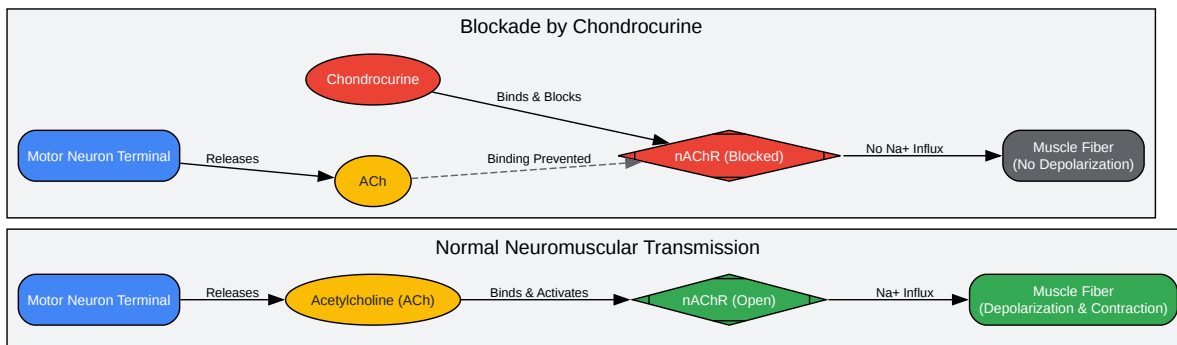 Blockade by Chondrocurine
Chondrocurine
Binds & Blocks
Motor Neuron Terminal
Releases
ACh
Binding Prevented
nAChR (Blocked)
No Na+ Influx
Muscle Fiber
(No Depolarization)
Normal Neuromuscular Transmission
Motor Neuron Terminal
Releases
Acetylcholine (ACh)
Binds & Activates
nAChR (Open)
Na+ Influx
Muscle Fiber
(Depolarization & Contraction)